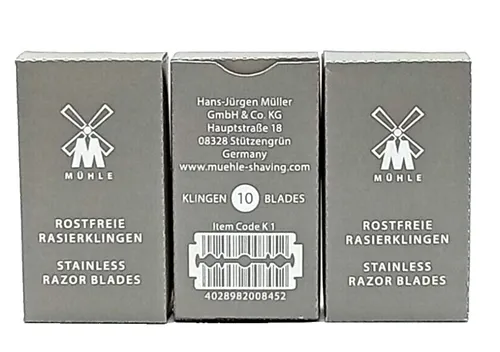 M
MÜHLE
ROSTFREIE
RASIERKLINGEN
STAINLESS
RAZOR BLADES
Hans-Jürgen Müller
GmbH & Co. KG
Hauptstraße 18
08328 Stützengrün
Germany
www.muehle-shaving.com
KLINGEN 10 BLADES
Item Code K 1
4028982008452
M
MÜHLE
ROSTFREIE
RASIERKLINGEN
STAINLESS
RAZOR BLADES